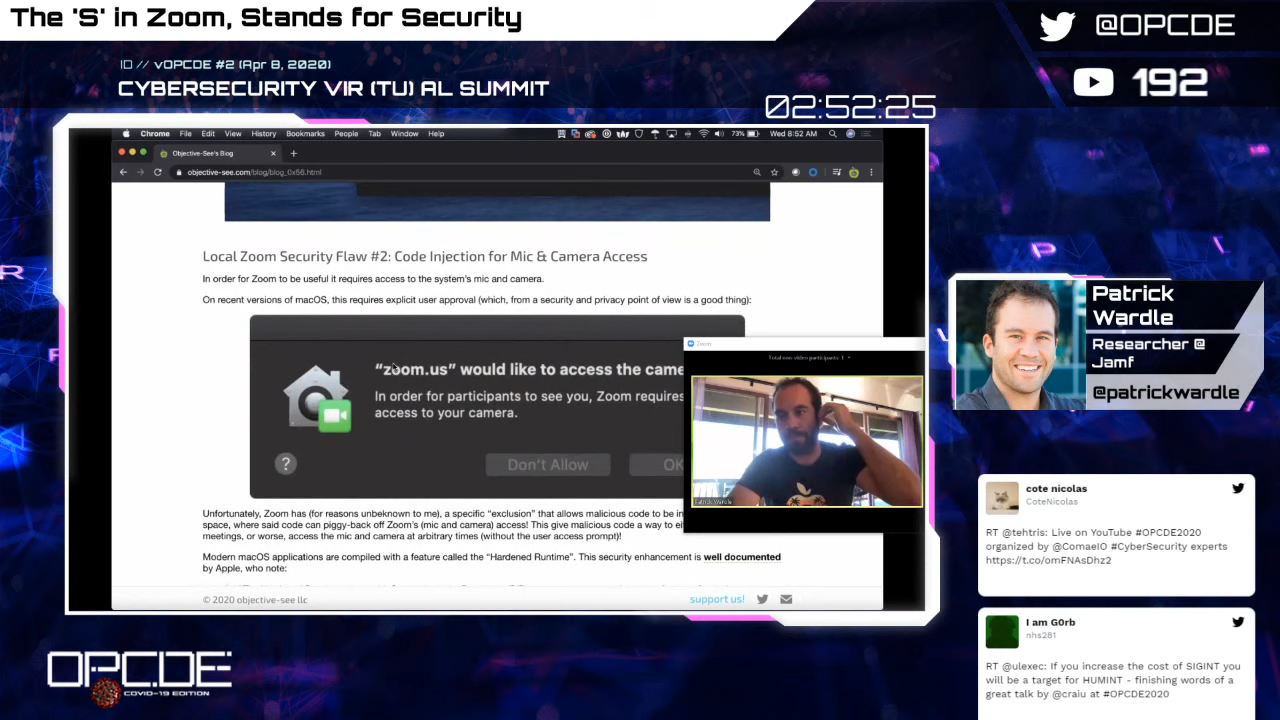 The 'S' in Zoom, Stands for Security
@OPCDE
ID // vOPCDE #2 (Apr 8, 2020)
CYBERSECURITY VIR (TU) AL SUMMIT
192
02:52:25
Chrome File Edit View History Bookmarks People Tab Window Help
73% Wed 8:52 AM
Objective-See's Blog
objective-see.com/blog/blog_0x56.html
Local Zoom Security Flaw #2: Code Injection for Mic & Camera Access
In order for Zoom to be useful it requires access to the system's mic and camera.
On recent versions of macOS, this requires explicit user approval (which, from a security and privacy point of view is a good thing):
"zoom.us" would like to access the came
In order for participants to see you, Zoom requires
access to your camera.
?
Don't Allow
OK
Zoom
Total non-video participants: 1
Patrick Wardle
Unfortunately, Zoom has (for reasons unbeknown to me), a specific "exclusion" that allows malicious code to be in
space, where said code can piggy-back off Zoom's (mic and camera) access! This give malicious code a way to ei
meetings, or worse, access the mic and camera at arbitrary times (without the user access prompt)!
Modern macOS applications are compiled with a feature called the "Hardened Runtime". This security enhancement is well documented
by Apple, who note:
© 2020 objective-see llc
support us!
Patrick
Wardle
Researcher @
Jamf
@patrickwardle
cote nicolas
CoteNicolas
RT @tehtris: Live on YouTube #OPCDE2020
organized by @ComaeIO #CyberSecurity experts
https://t.co/omFNAsDhz2
I am G0rb
nhs281
RT @ulexec: If you increase the cost of SIGINT you
will be a target for HUMINT - finishing words of a
great talk by @craiu at #OPCDE2020
OPCDE
COVID-19 EDITION